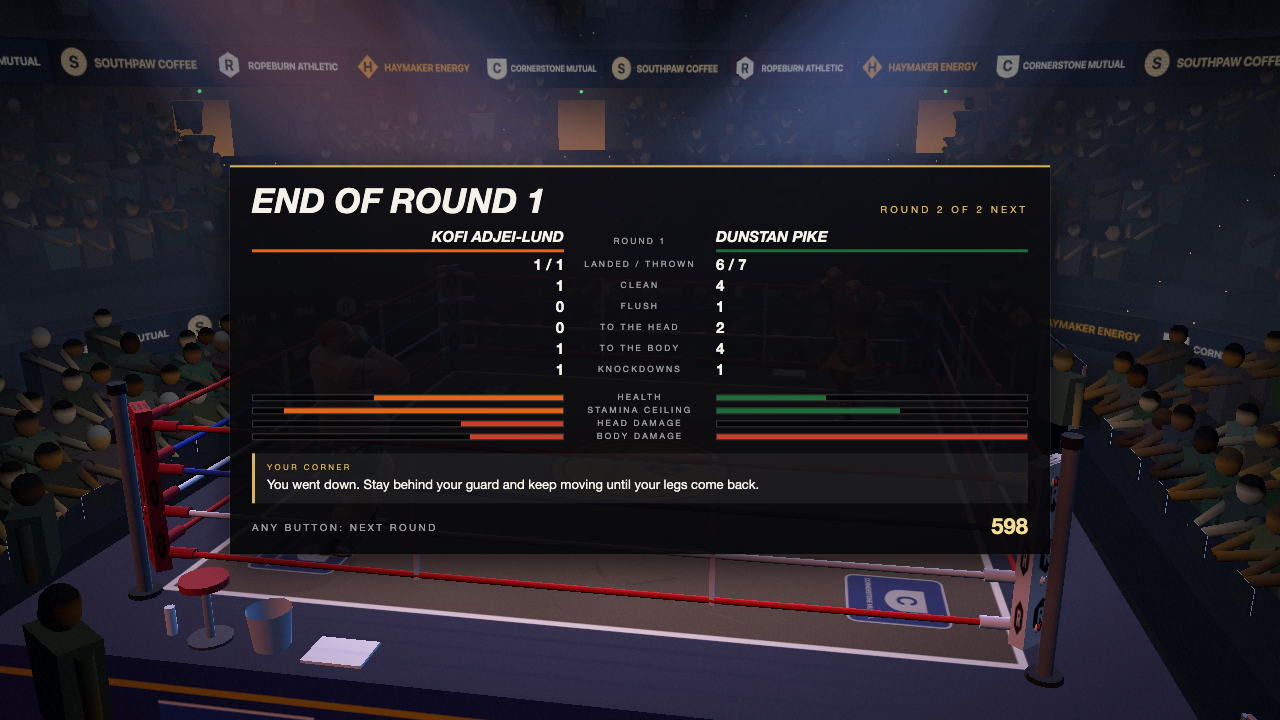 MUTUAL
S SOUTHPAW COFFEE
R ROPEBURN ATHLETIC
H HAYMAKER ENERGY
C CORNERSTONE MUTUAL
S SOUTHPAW COFFEE
R ROPEBURN ATHLETIC
H HAYMAKER ENERGY
C CORNERSTONE MUTUAL
S SOUTHPAW COFFE
END OF ROUND 1
ROUND 2 OF 2 NEXT
KOFI ADJEI-LUND ROUND 1 DUNSTAN PIKE
1 / 1 LANDED / THROWN 6 / 7
1 CLEAN 4
0 FLUSH 1
0 TO THE HEAD 2
1 TO THE BODY 4
1 KNOCKDOWNS 1
HEALTH
STAMINA CEILING
HEAD DAMAGE
BODY DAMAGE
UTUAL
S
AYMAKER ENERGY
CORN
YOUR CORNER
You went down. Stay behind your guard and keep moving until your legs come back.
ANY BUTTON: NEXT ROUND
598
C
R